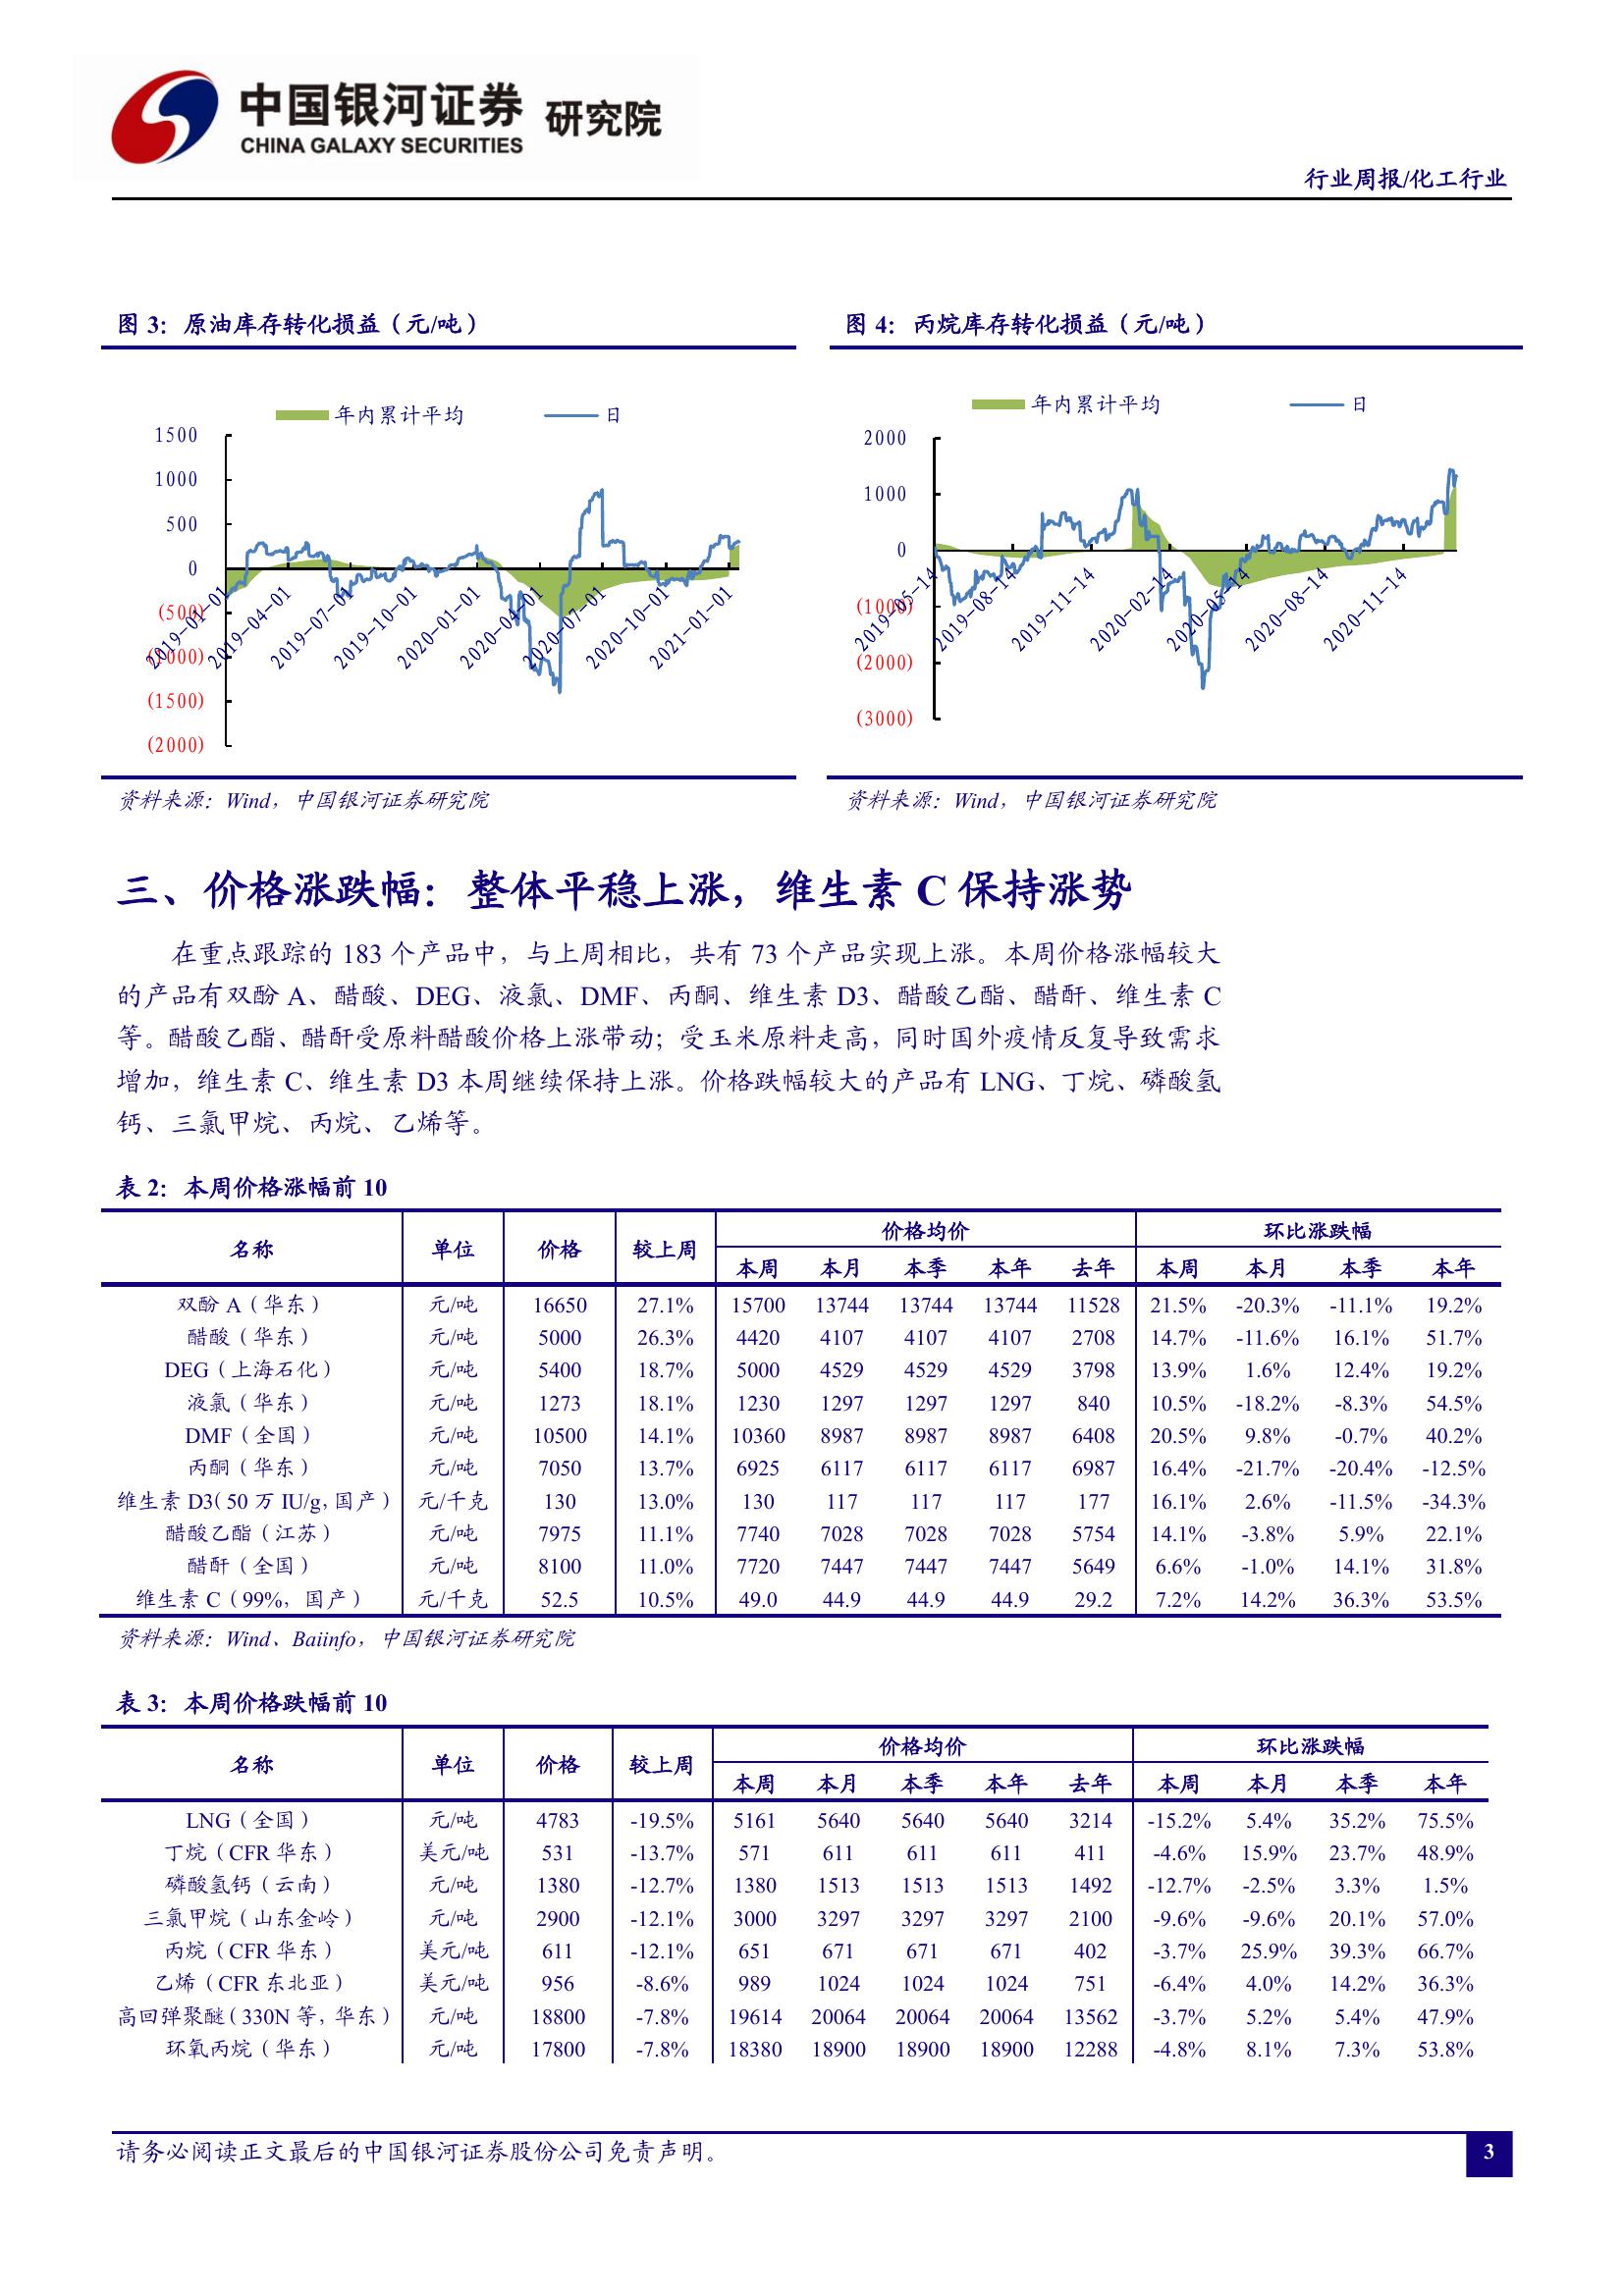 中国银河证券 研究院
CHINA GALAXY SECURITIES
行业周报/化工行业
图 3：原油库存转化损益（元/吨）
年内累计平均 日
1500
1000
500
0
(500)
(1000)
(1500)
(2000)
2019-01-01 2019-04-01 2019-07-01 2019-10-01 2020-01-01 2020-04-01 2020-07-01 2020-10-01 2021-01-01
资料来源：Wind，中国银河证券研究院
图 4：丙烷库存转化损益（元/吨）
年内累计平均 日
2000
1000
0
(1000)
(2000)
(3000)
2019-05-14 2019-08-14 2019-11-14 2020-02-14 2020-05-14 2020-08-14 2020-11-14
资料来源：Wind，中国银河证券研究院
三、价格涨跌幅：整体平稳上涨，维生素 C 保持涨势
在重点跟踪的 183 个产品中，与上周相比，共有 73 个产品实现上涨。本周价格涨幅较大
的产品有双酚 A、醋酸、DEG、液氯、DMF、丙酮、维生素 D3、醋酸乙酯、醋酐、维生素 C
等。醋酸乙酯、醋酐受原料醋酸价格上涨带动；受玉米原料走高，同时国外疫情反复导致需求
增加，维生素 C、维生素 D3 本周继续保持上涨。价格跌幅较大的产品有 LNG、丁烷、磷酸氢
钙、三氯甲烷、丙烷、乙烯等。
表 2：本周价格涨幅前 10
名称 单位 价格 较上周 价格均价 环比涨跌幅
本周 本月 本季 本年 去年 本周 本月 本季 本年
双酚 A（华东） 元/吨 16650 27.1% 15700 13744 13744 13744 11528 21.5% -20.3% -11.1% 19.2%
醋酸（华东） 元/吨 5000 26.3% 4420 4107 4107 4107 2708 14.7% -11.6% 16.1% 51.7%
DEG（上海石化） 元/吨 5400 18.7% 5000 4529 4529 4529 3798 13.9% 1.6% 12.4% 19.2%
液氯（华东） 元/吨 1273 18.1% 1230 1297 1297 1297 840 10.5% -18.2% -8.3% 54.5%
DMF（全国） 元/吨 10500 14.1% 10360 8987 8987 8987 6408 20.5% 9.8% -0.7% 40.2%
丙酮（华东） 元/吨 7050 13.7% 6925 6117 6117 6117 6987 16.4% -21.7% -20.4% -12.5%
维生素 D3（50 万 IU/g，国产） 元/千克 130 13.0% 130 117 117 117 177 16.1% 2.6% -11.5% -34.3%
醋酸乙酯（江苏） 元/吨 7975 11.1% 7740 7028 7028 7028 5754 14.1% -3.8% 5.9% 22.1%
醋酐（全国） 元/吨 8100 11.0% 7720 7447 7447 7447 5649 6.6% -1.0% 14.1% 31.8%
维生素 C（99%，国产） 元/千克 52.5 10.5% 49.0 44.9 44.9 44.9 29.2 7.2% 14.2% 36.3% 53.5%
资料来源：Wind、Baiinfo，中国银河证券研究院
表 3：本周价格跌幅前 10
名称 单位 价格 较上周 价格均价 环比涨跌幅
本周 本月 本季 本年 去年 本周 本月 本季 本年
LNG（全国） 元/吨 4783 -19.5% 5161 5640 5640 5640 3214 -15.2% 5.4% 35.2% 75.5%
丁烷（CFR 华东） 美元/吨 531 -13.7% 571 611 611 611 411 -4.6% 15.9% 23.7% 48.9%
磷酸氢钙（云南） 元/吨 1380 -12.7% 1380 1513 1513 1513 1492 -12.7% -2.5% 3.3% 1.5%
三氯甲烷（山东金岭） 元/吨 2900 -12.1% 3000 3297 3297 3297 2100 -9.6% -9.6% 20.1% 57.0%
丙烷（CFR 华东） 美元/吨 611 -12.1% 651 671 671 671 402 -3.7% 25.9% 39.3% 66.7%
乙烯（CFR 东北亚） 美元/吨 956 -8.6% 989 1024 1024 1024 751 -6.4% 4.0% 14.2% 36.3%
高回弹聚醚（330N 等，华东） 元/吨 18800 -7.8% 19614 20064 20064 20064 13562 -3.7% 5.2% 5.4% 47.9%
环氧丙烷（华东） 元/吨 17800 -7.8% 18380 18900 18900 18900 12288 -4.8% 8.1% 7.3% 53.8%
请务必阅读正文最后的中国银河证券股份公司免责声明。
3